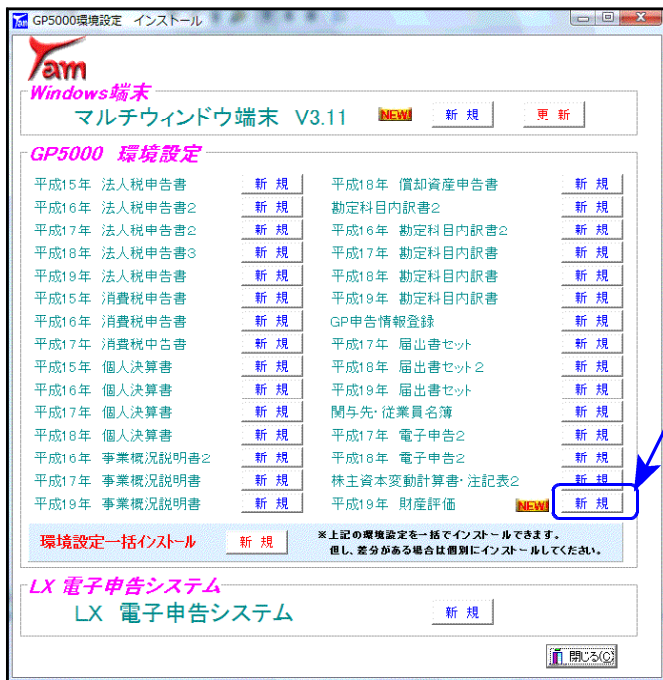 GP5000環境設定 インストール
Tam
Windows端末
マルチウィンドウ端末 V3.11 NEW! 新規 更新
GP5000 環境設定
平成15年 法人税申告書 新規 平成18年 償却資産申告書 新規
平成16年 法人税申告書2 新規 勘定科目内訳書2 新規
平成17年 法人税申告書2 新規 平成16年 勘定科目内訳書2 新規
平成18年 法人税申告書3 新規 平成17年 勘定科目内訳書 新規
平成19年 法人税申告書 新規 平成18年 勘定科目内訳書 新規
平成15年 消費税申告書 新規 平成19年 勘定科目内訳書 新規
平成16年 消費税申告書 新規 GP申告情報登録 新規
平成17年 消費税申告書 新規 平成17年 届出書セット 新規
平成15年 個人決算書 新規 平成18年 届出書セット2 新規
平成16年 個人決算書 新規 平成19年 届出書セット 新規
平成17年 個人決算書 新規 関与先・従業員名簿 新規
平成18年 個人決算書 新規 平成17年 電子申告2 新規
平成16年 事業概況説明書2 新規 平成18年 電子申告2 新規
平成17年 事業概況説明書 新規 株主資本変動計算書・注記表2 新規
平成19年 事業概況説明書 新規 平成19年 財産評価 NEW! 新規
環境設定一括インストール 新規 ※上記の環境設定を一括でインストールできます。
但し、差分がある場合は個別にインストールしてください。
LX 電子申告システム
LX 電子申告システム 新規
閉じる(C)